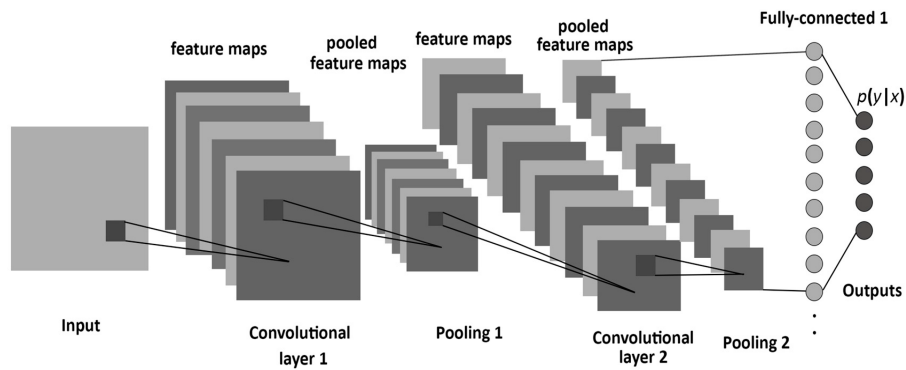 Fully-connected 1
feature maps
pooled
feature maps
feature maps
pooled
feature maps
p(y|x)
Outputs
Input
Convolutional
layer 1
Pooling 1
Convolutional
layer 2
Pooling 2